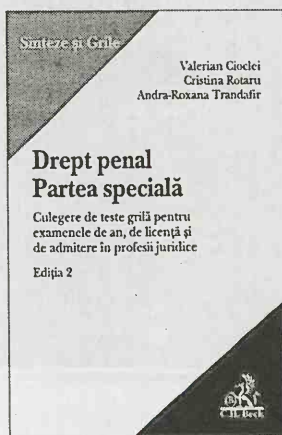 Sinteze și Grile
Valerian Cioclei
Cristina Rotaru
Andra-Roxana Trandafir
Drept penal
Partea specială
Culegere de teste grilă pentru
examenele de an, de licență și
de admitere în profesii juridice
Ediția 2
C.H. Beck